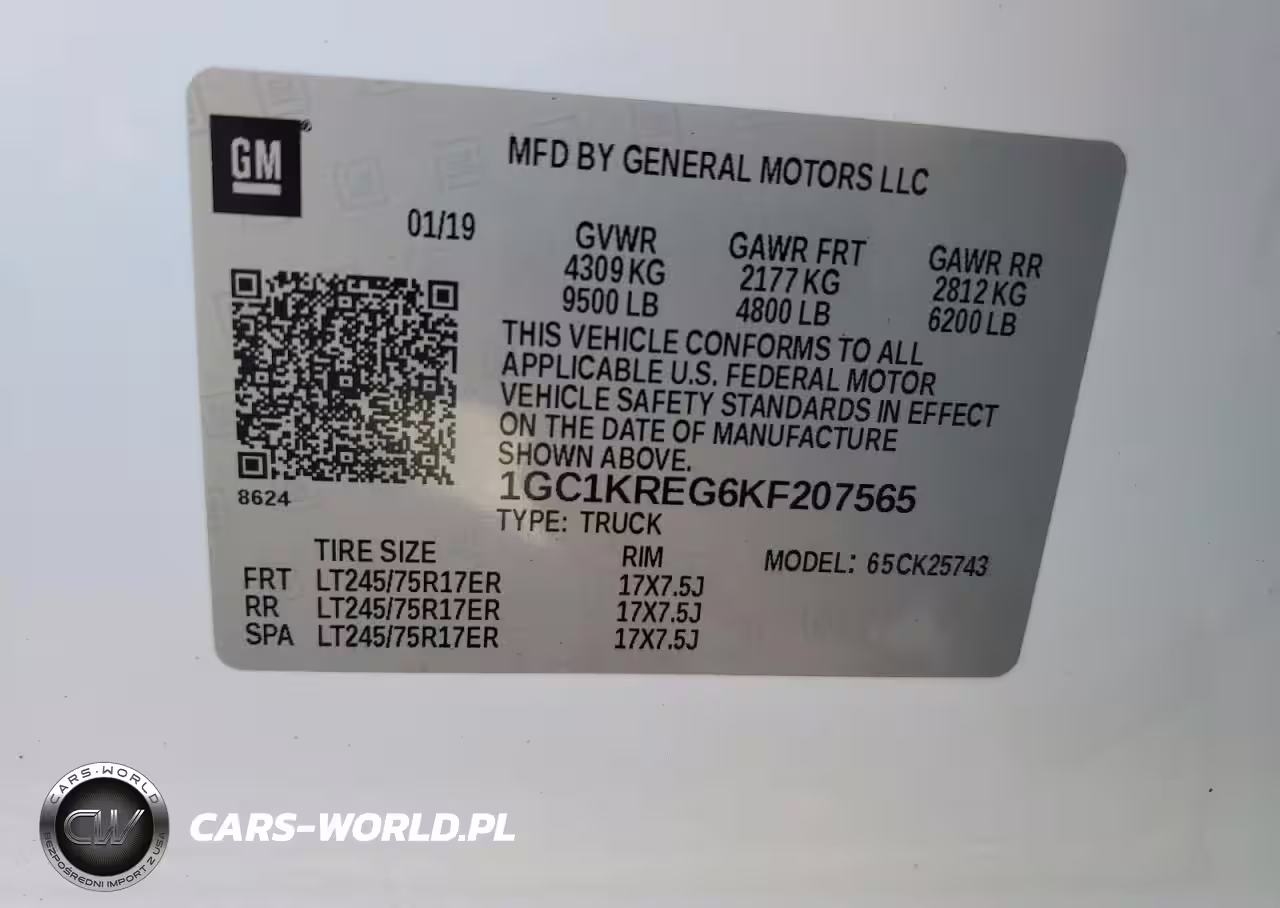 GM
MFD BY GENERAL MOTORS LLC
01/19
GVWR GAWR FRT GAWR RR
4309 KG 2177 KG 2812 KG
9500 LB 4800 LB 6200 LB
THIS VEHICLE CONFORMS TO ALL
APPLICABLE U.S. FEDERAL MOTOR
VEHICLE SAFETY STANDARDS IN EFFECT
ON THE DATE OF MANUFACTURE
SHOWN ABOVE.
1GC1KREG6KF207565
8624
TYPE: TRUCK
TIRE SIZE RIM MODEL: 65CK25743
FRT LT245/75R17ER 17X7.5J
RR LT245/75R17ER 17X7.5J
SPA LT245/75R17ER 17X7.5J
CARS-WORLD
CW
BEZPOŚREDNI IMPORT Z USA
CARS-WORLD.PL